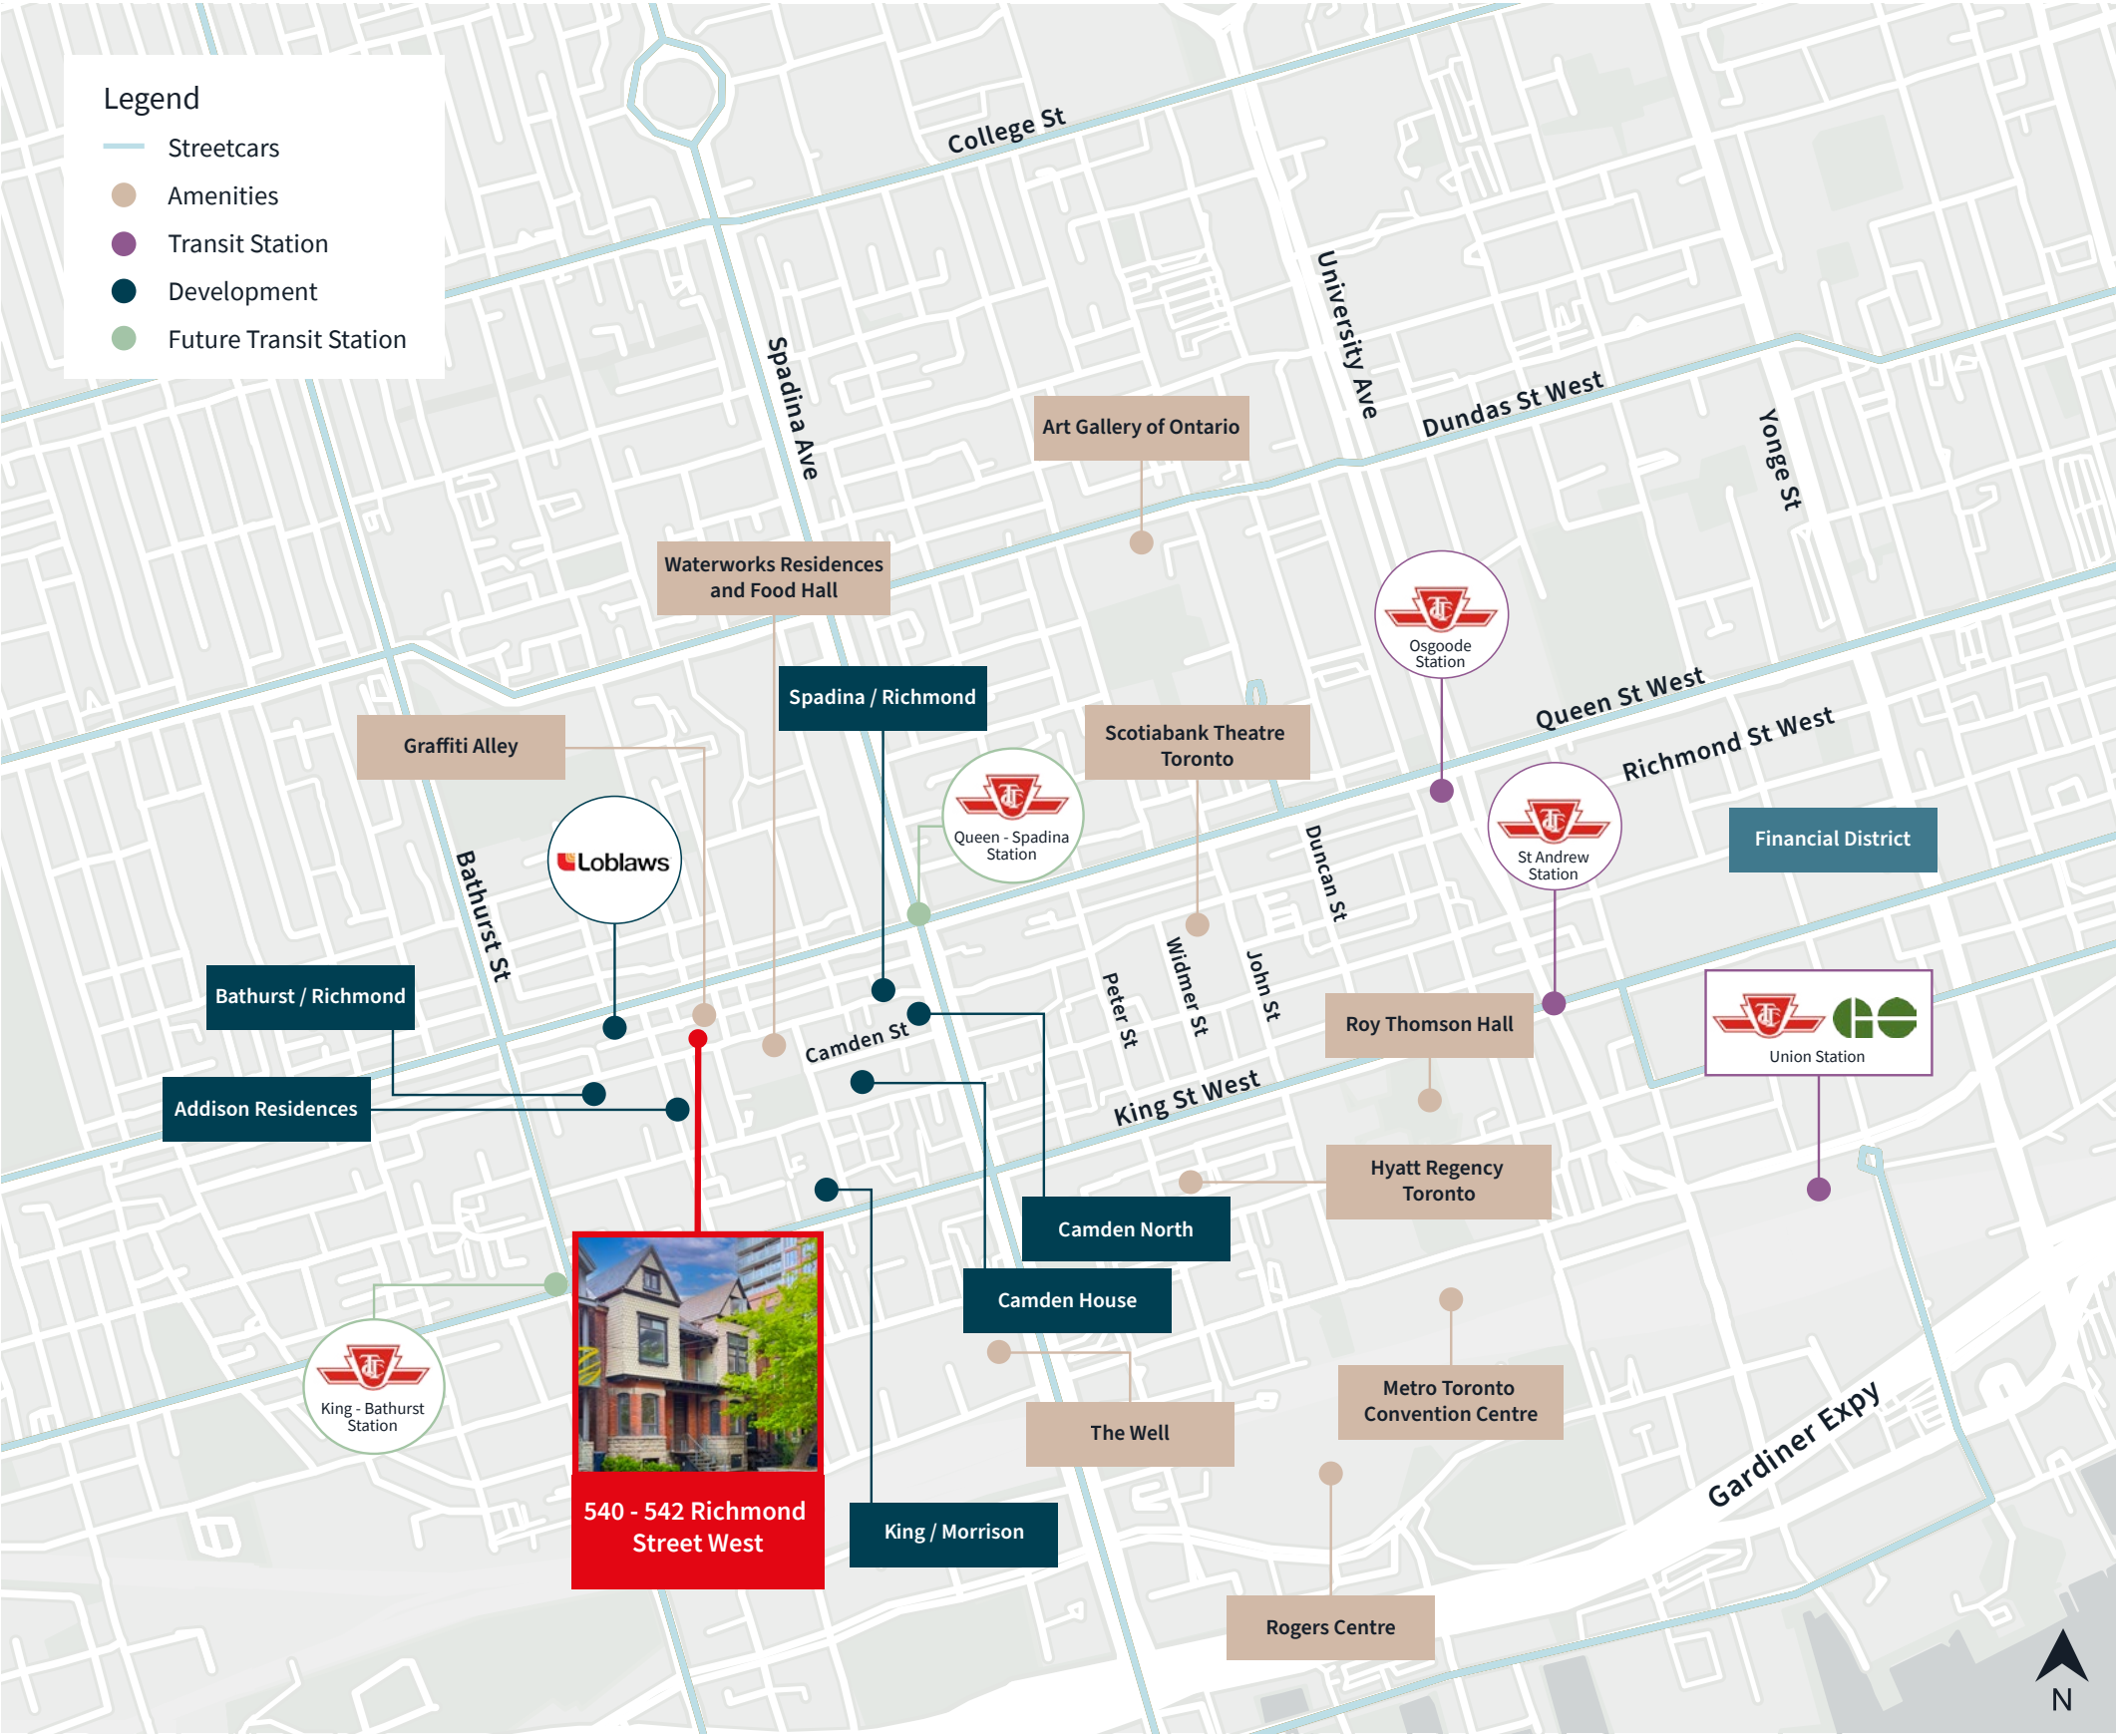 Legend
Streetcars
Amenities
Transit Station
Development
Future Transit Station
College St
University Ave
Spadina Ave
Dundas St West
Yonge St
Art Gallery of Ontario
Waterworks Residences
and Food Hall
Osgoode
Station
Spadina / Richmond
Queen St West
Richmond St West
Graffiti Alley
Scotiabank Theatre
Toronto
Queen - Spadina
Station
St Andrew
Station
Financial District
Loblaws
Duncan St
Bathurst St
Bathurst / Richmond
Widmer St
John St
Peter St
Camden St
Roy Thomson Hall
Union Station
Addison Residences
King St West
Hyatt Regency
Toronto
Camden North
Camden House
King - Bathurst
Station
The Well
Metro Toronto
Convention Centre
Gardiner Expy
540 - 542 Richmond
Street West
King / Morrison
Rogers Centre
N